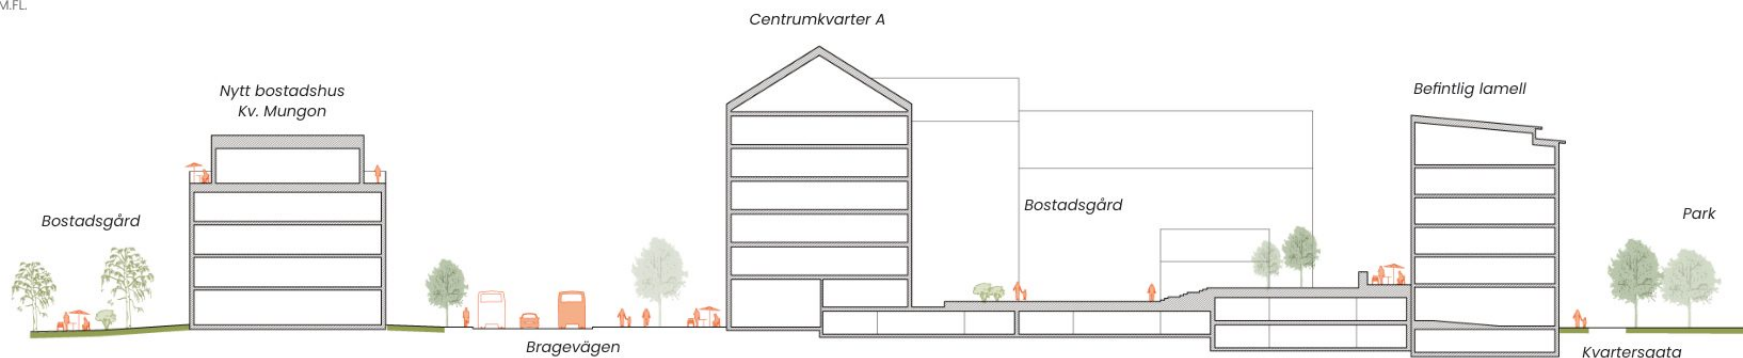 M.FL.
Centrumkvarter A
Nytt bostadshus
Kv. Mungon
Befintlig lamell
Bostadsgård
Bostadsgård
Park
Bragevägen
Kvartersgata